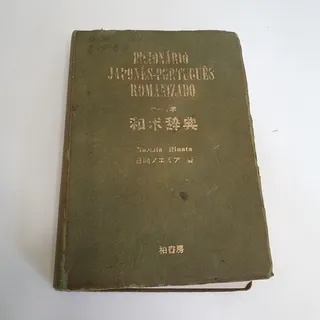 DICIONÁRIO
JAPONÊS-PORTUGUÊS
ROMANIZADO
ローマ字
和ポ辞典
Noemia Hinata
日向ノエミア 著
柏書房